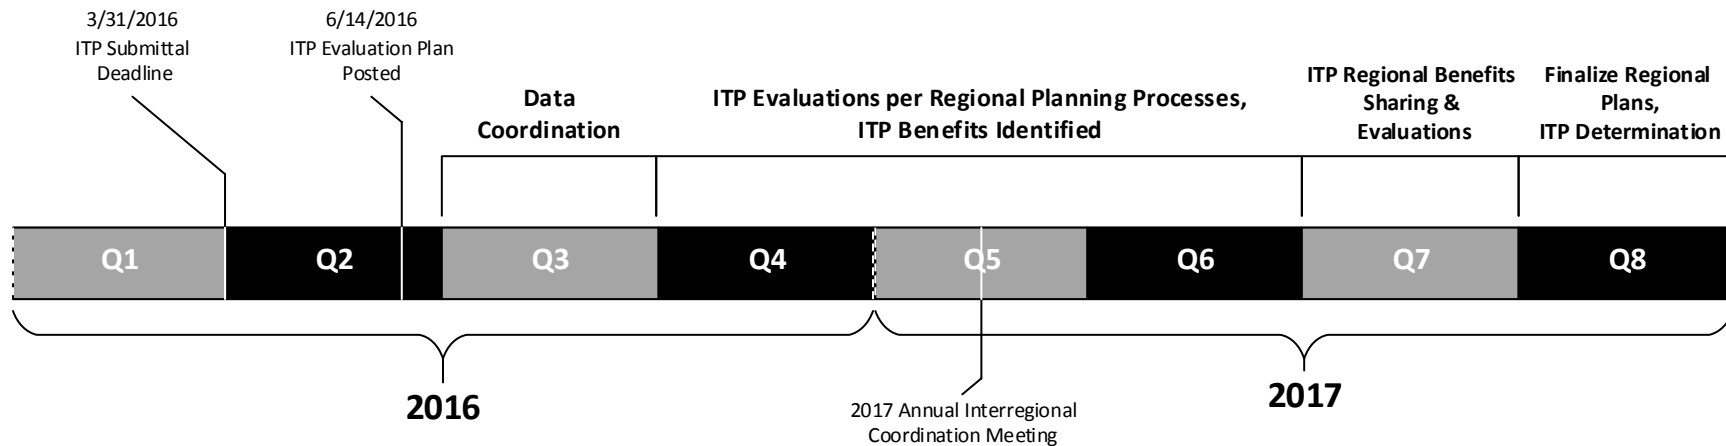 3/31/2016
ITP Submittal
Deadline
6/14/2016
ITP Evaluation Plan
Posted
Data
Coordination
ITP Evaluations per Regional Planning Processes,
ITP Benefits Identified
ITP Regional Benefits
Sharing &
Evaluations
Finalize Regional
Plans,
ITP Determination
Q1
Q2
Q3
Q4
Q5
Q6
Q7
Q8
2016
2017 Annual Interregional
Coordination Meeting
2017